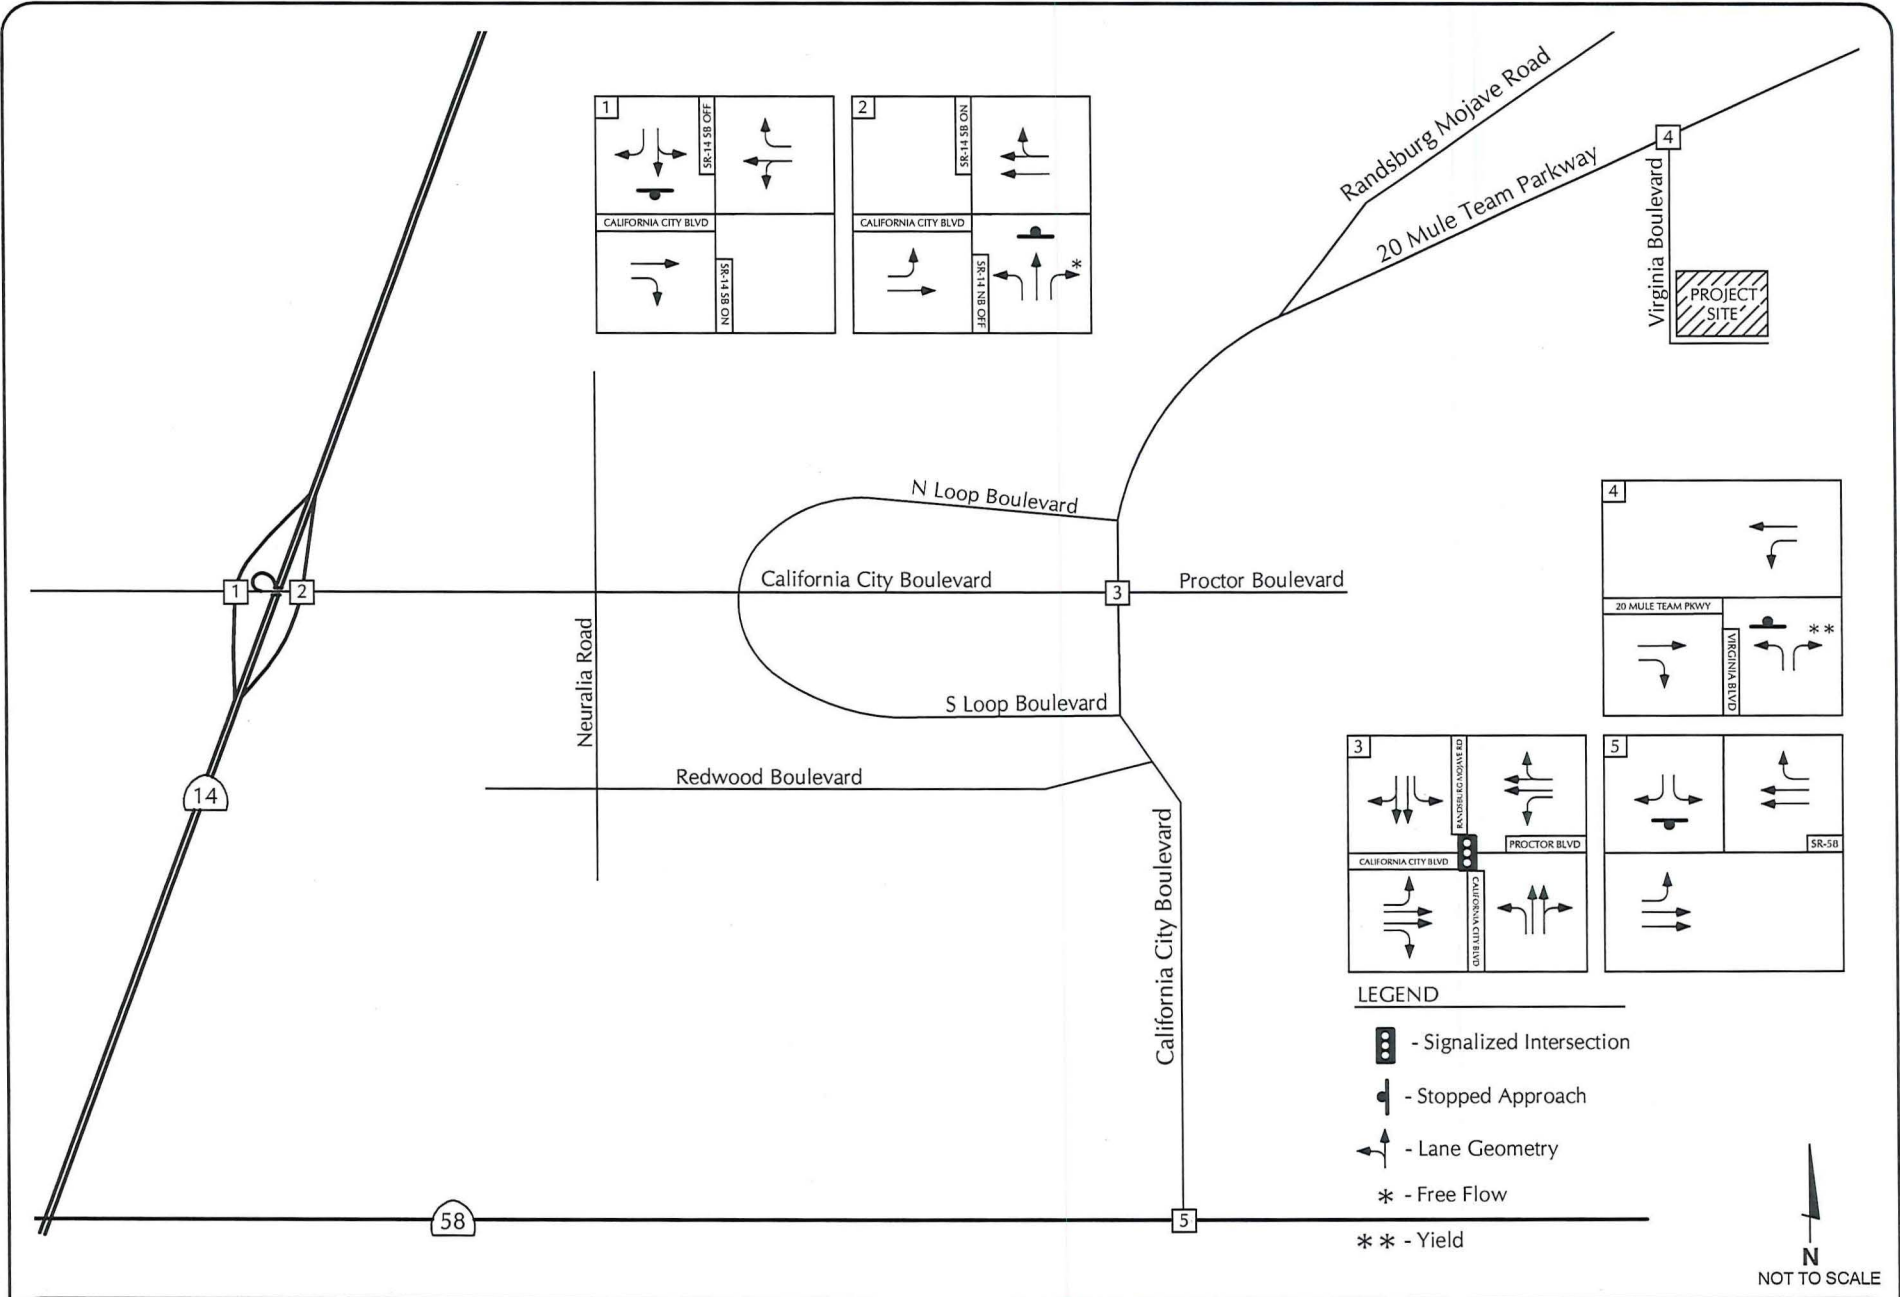 1
SR-14 SB OFF
CALIFORNIA CITY BLVD
SR-14 SB ON
2
SR-14 SB ON
CALIFORNIA CITY BLVD
SR-14 NB OFF
*
Randsburg Mojave Road
20 Mule Team Parkway
4
Virginia Boulevard
PROJECT
SITE
N Loop Boulevard
1
2
California City Boulevard
3
Proctor Boulevard
Neuralia Road
S Loop Boulevard
Redwood Boulevard
14
California City Boulevard
58
5
4
20 MULE TEAM PKWY
VIRGINIA BLVD
**
3
RANDSBURG MOJAVE RD
PROCTOR BLVD
CALIFORNIA CITY BLVD
CALIFORNIA CITY BLVD
5
SR-58
LEGEND
- Signalized Intersection
- Stopped Approach
- Lane Geometry
* - Free Flow
** - Yield
N
NOT TO SCALE